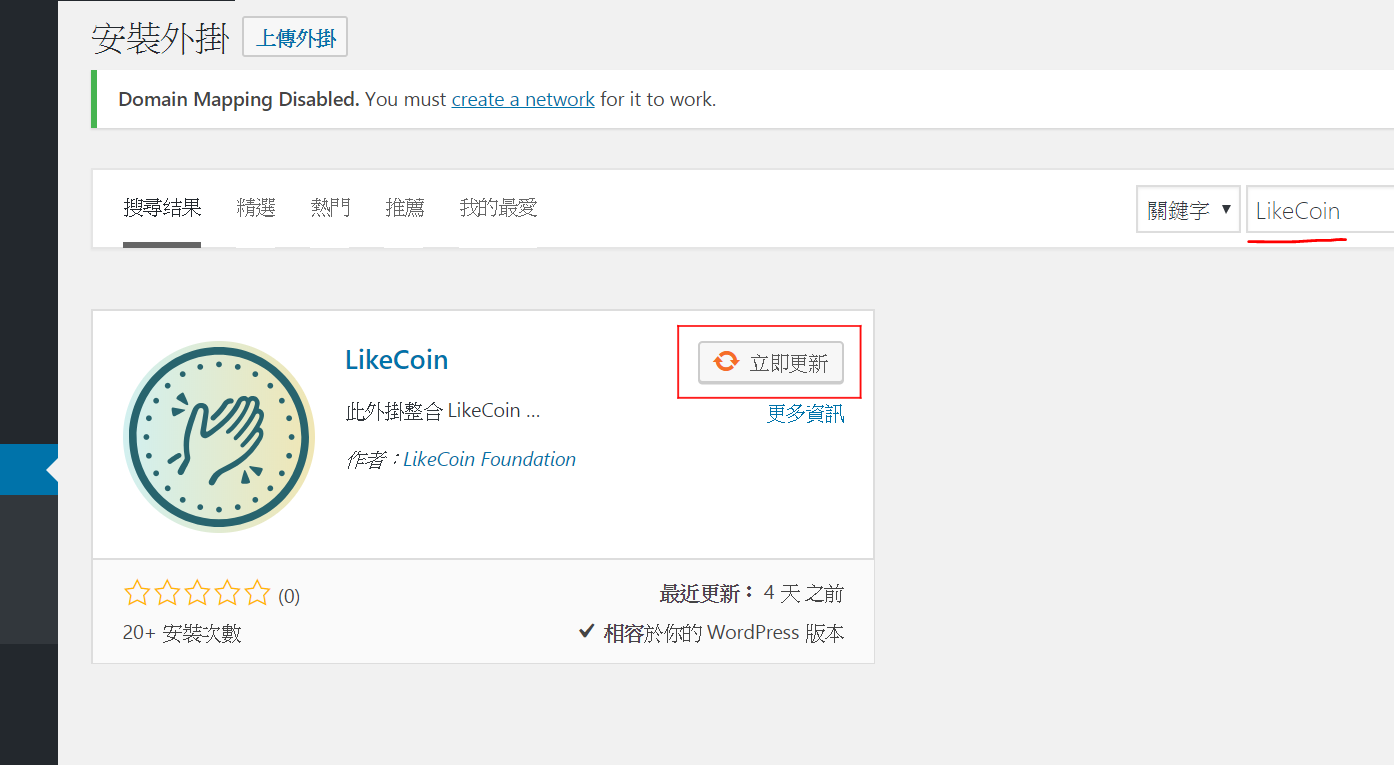 安裝外掛 上傳外掛
Domain Mapping Disabled. You must create a network for it to work.
搜尋結果 精選 熱門 推薦 我的最愛 關鍵字 ▼ LikeCoin
LikeCoin 立即更新
此外掛整合 LikeCoin ... 更多資訊
作者：LikeCoin Foundation
(0) 最近更新： 4 天 之前
20+ 安裝次數 相容於你的 WordPress 版本